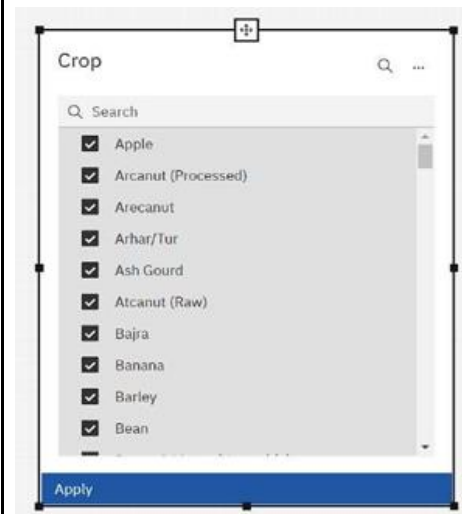 Crop
...
Search
Apple
Arcanut (Processed)
Arecanut
Arhar/Tur
Ash Gourd
Atcanut (Raw)
Bajra
Banana
Barley
Bean
Apply